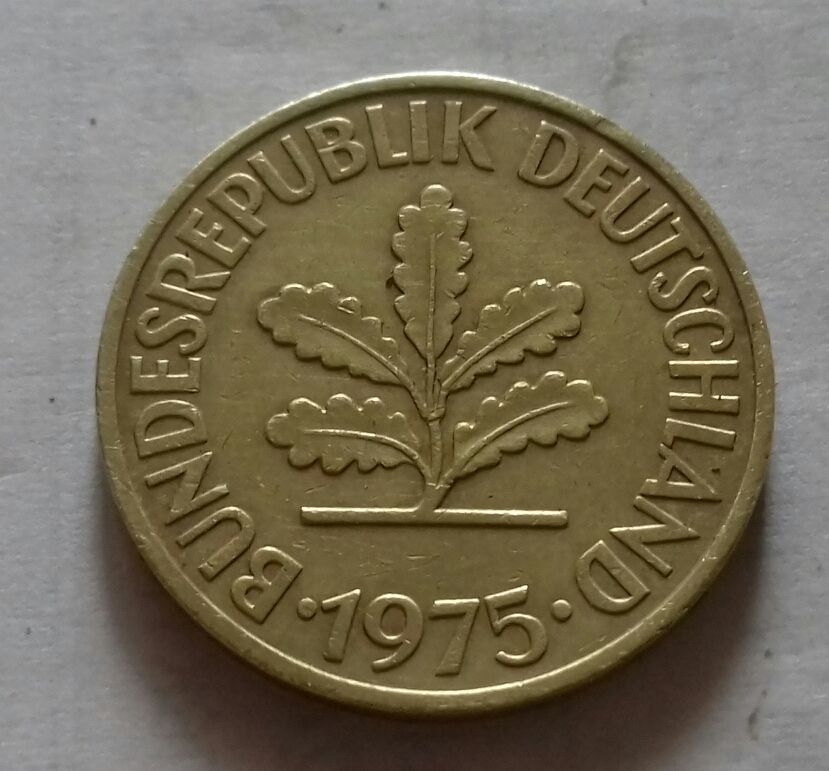 BUNDESREPUBLIK DEUTSCHLAND
·1975·